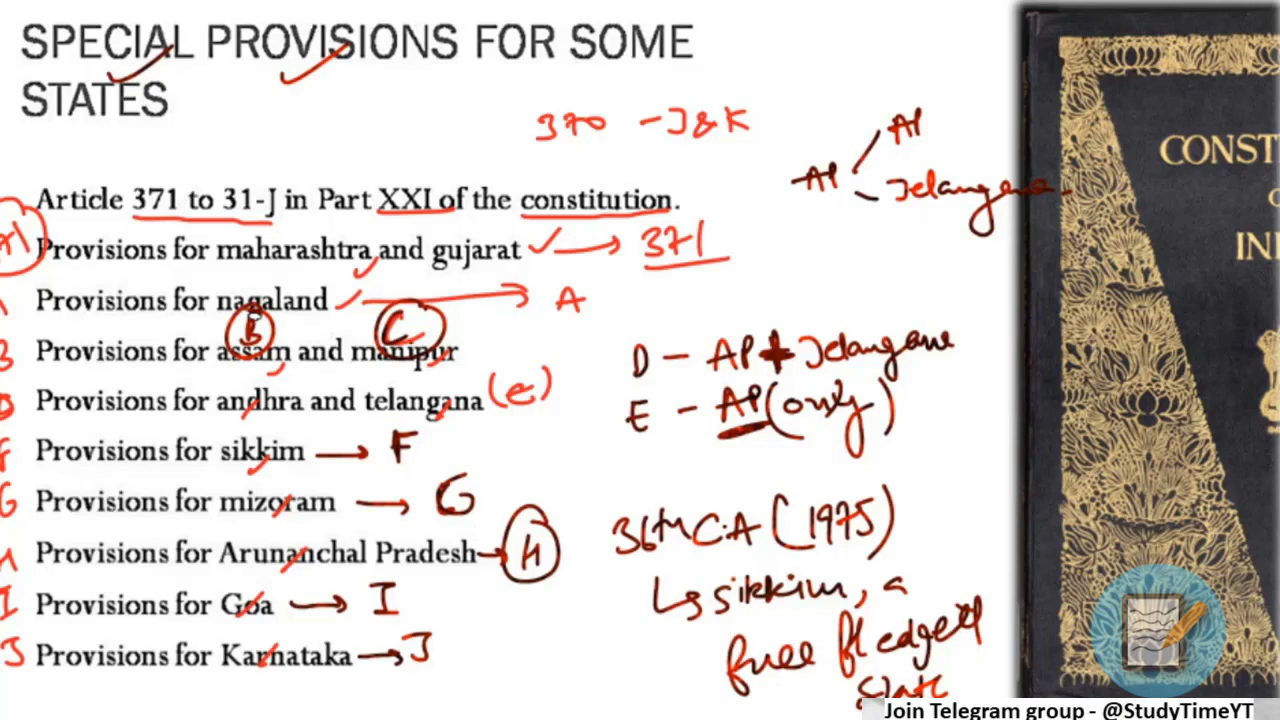 SPECIAL PROVISIONS FOR SOME
STATES
370 - J&K
AP
AP
- Telangana.
CONST
O
INI
Article 371 to 31-J in Part XXI of the constitution.
Provisions for maharashtra and gujarat → 371
Provisions for nagaland → A
B C
Provisions for assam and manipur
D - AP + Telangana
Provisions for andhra and telangana (e)
E - AP (only)
F Provisions for sikkim → F
G Provisions for mizoram → G
36th C.A (1975)
Provisions for Arunanchal Pradesh → H
↳ sikkim, a
I Provisions for Goa → I
full fledged
J Provisions for Karnataka → J
state
Join Telegram group - @StudyTimeYT